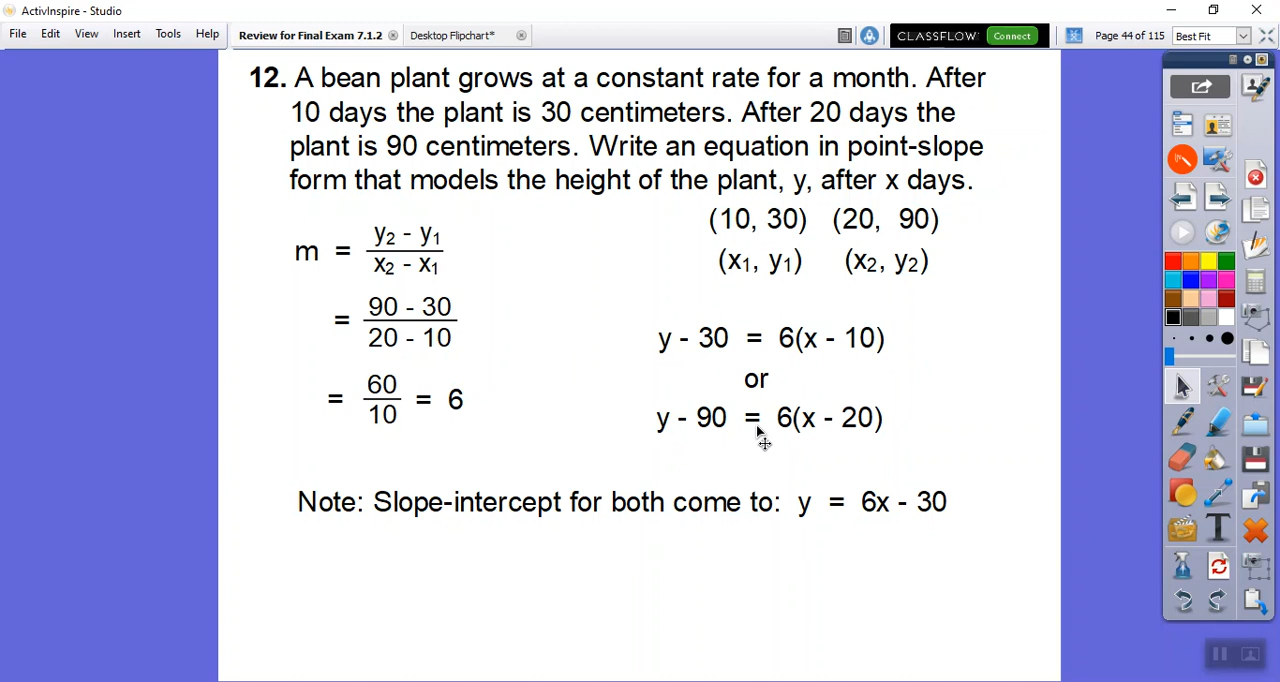 ActivInspire - Studio
File Edit View Insert Tools Help
Review for Final Exam 7.1.2
Desktop Flipchart*
CLASSFLOW Connect
Page 44 of 115
Best Fit
12. A bean plant grows at a constant rate for a month. After
10 days the plant is 30 centimeters. After 20 days the
plant is 90 centimeters. Write an equation in point-slope
form that models the height of the plant, y, after x days.
(10, 30) (20, 90)
(x₁, y₁) (x₂, y₂)
m = y₂ - y₁
x₂ - x₁
= 90 - 30
20 - 10
= 60
10
= 6
y - 30 = 6(x - 10)
or
y - 90 = 6(x - 20)
Note: Slope-intercept for both come to: y = 6x - 30
T